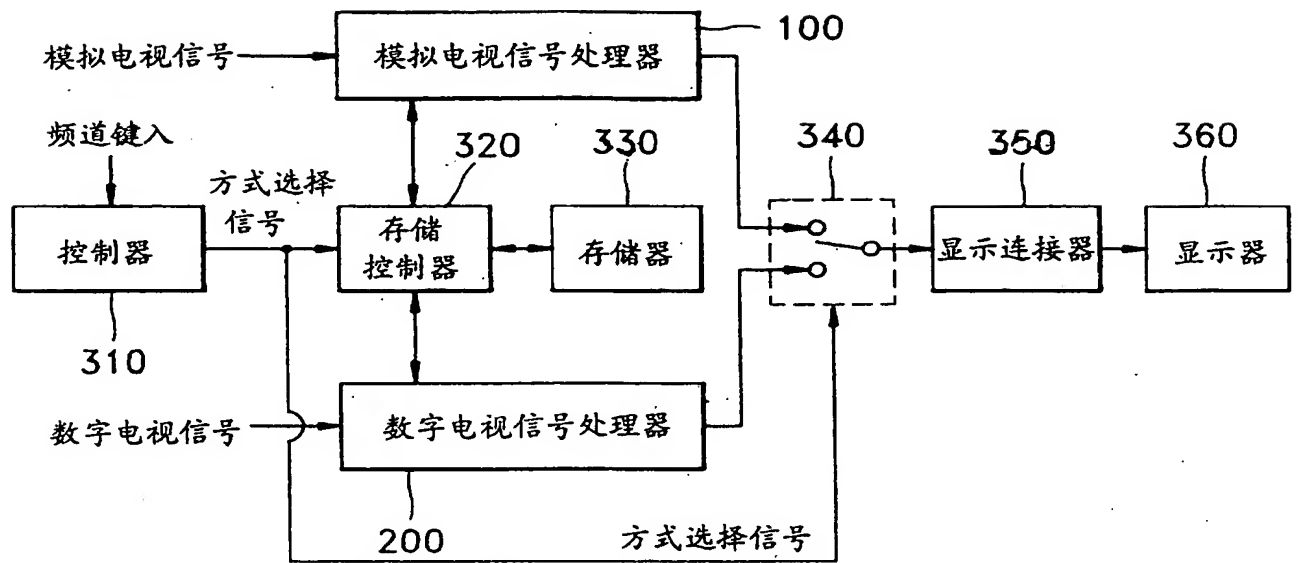 100
模拟电视信号
模拟电视信号处理器
频道键入
320
330
340
350
360
方式选择
信号
控制器
存储
控制器
存储器
显示连接器
显示器
310
数字电视信号
数字电视信号处理器
200
方式选择信号